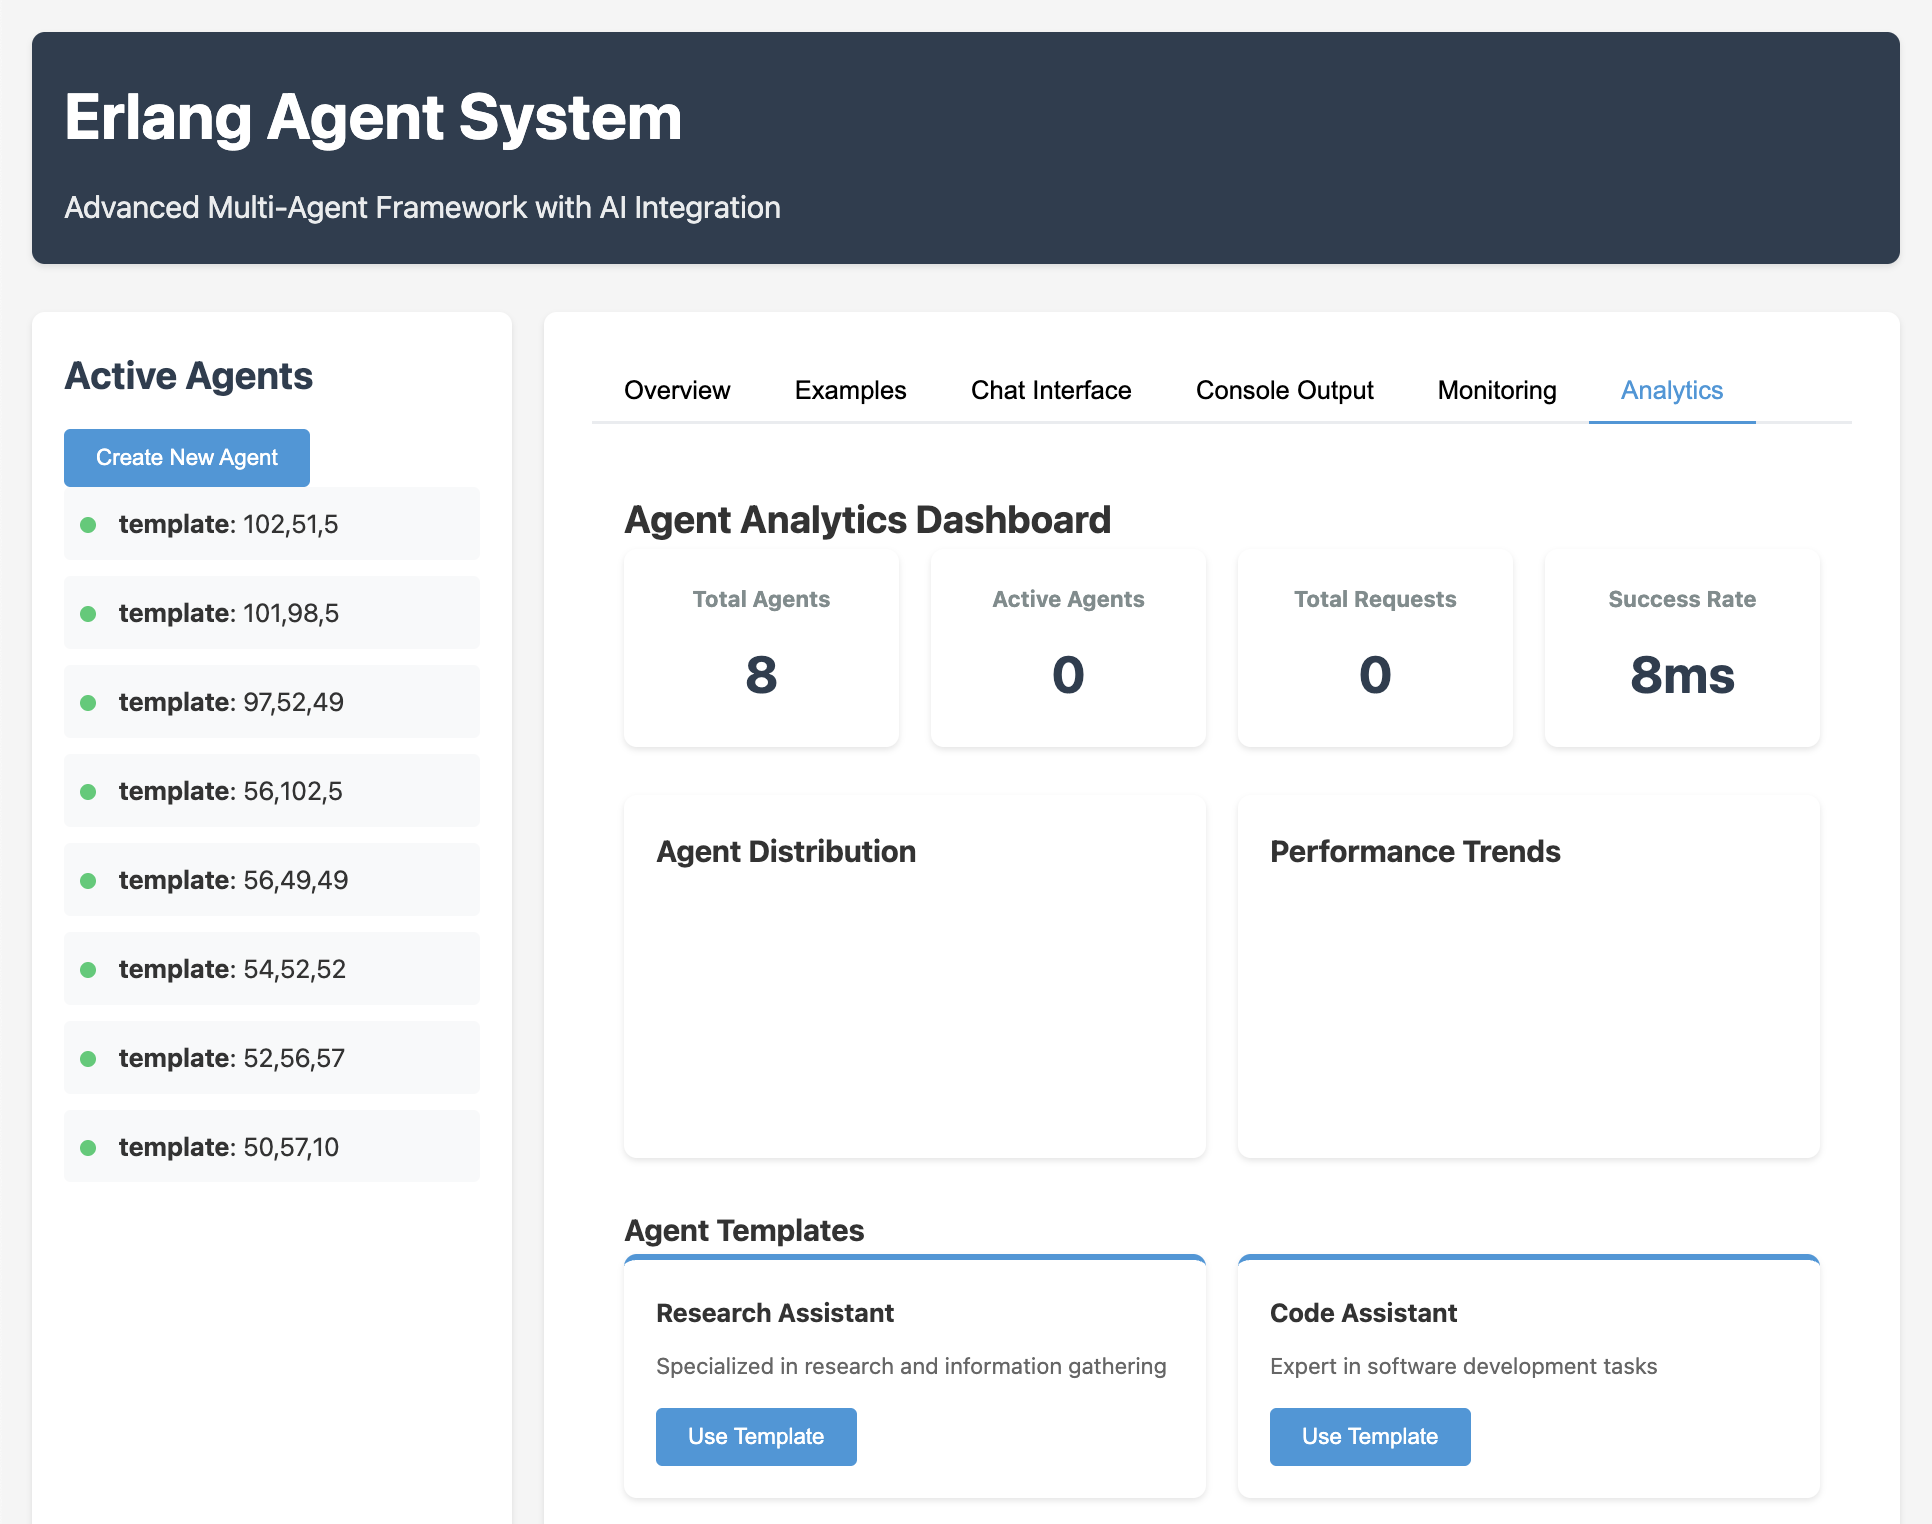 Erlang Agent System
Advanced Multi-Agent Framework with AI Integration
Active Agents
Create New Agent
template: 102,51,5
template: 101,98,5
template: 97,52,49
template: 56,102,5
template: 56,49,49
template: 54,52,52
template: 52,56,57
template: 50,57,10
Overview Examples Chat Interface Console Output Monitoring Analytics
Agent Analytics Dashboard
Total Agents
8
Active Agents
0
Total Requests
0
Success Rate
8ms
Agent Distribution
Performance Trends
Agent Templates
Research Assistant
Specialized in research and information gathering
Use Template
Code Assistant
Expert in software development tasks
Use Template